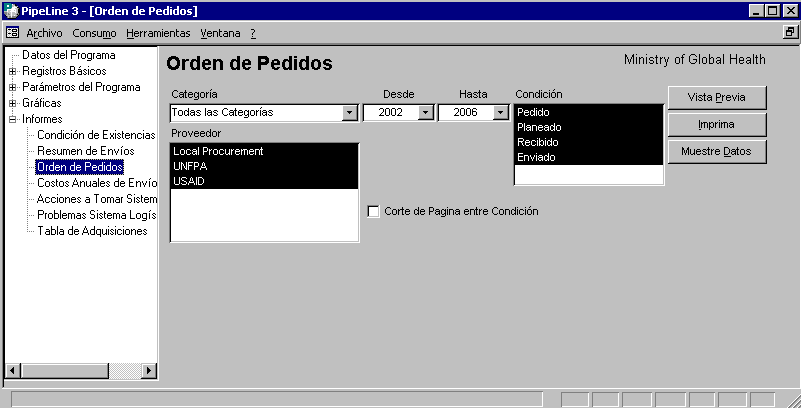 PipeLine 3 - [Orden de Pedidos]
Archivo Consumo Herramientas Ventana ?
Datos del Programa
Registros Básicos
Parámetros del Programa
Gráficas
Informes
Condición de Existencias
Resumen de Envíos
Orden de Pedidos
Costos Anuales de Envío
Acciones a Tomar Sistem
Problemas Sistema Logís
Tabla de Adquisiciones
Orden de Pedidos
Ministry of Global Health
Categoría
Todas las Categorías
Desde
2002
Hasta
2006
Condición
Pedido
Planeado
Recibido
Enviado
Vista Previa
Imprima
Muestre Datos
Proveedor
Local Procurement
UNFPA
USAID
Corte de Pagina entre Condición